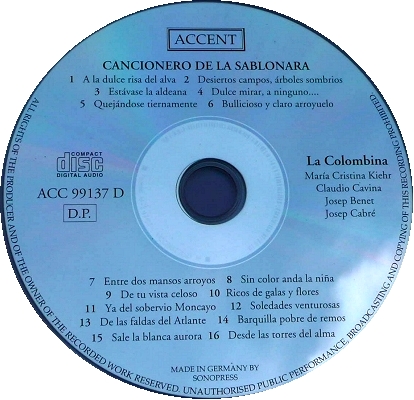 ACCENT
CANCIONERO DE LA SABLONARA
1 A la dulce risa del alva 2 Desiertos campos, árboles sombrios
3 Estávase la aldeana 4 Dulce mirar, a ninguno....
5 Quejándose tiernamente 6 Bullicioso y claro arroyuelo
COMPACT
disc
DIGITAL AUDIO
ACC 99137 D
D.P.
La Colombina
María Cristina Kiehr
Claudio Cavina
Josep Benet
Josep Cabré
7 Entre dos mansos arroyos 8 Sin color anda la niña
9 De tu vista celoso 10 Ricos de galas y flores
11 Ya del sobervio Moncayo 12 Soledades venturosas
13 De las faldas del Atlante 14 Barquilla pobre de remos
15 Sale la blanca aurora 16 Desde las torres del alma
MADE IN GERMANY BY
SONOPRESS
ALL RIGHTS OF THE PRODUCER AND OF THE OWNER OF THE RECORDED WORK RESERVED. UNAUTHORISED PUBLIC PERFORMANCE, BROADCASTING AND COPYING OF THIS RECORDING PROHIBITED